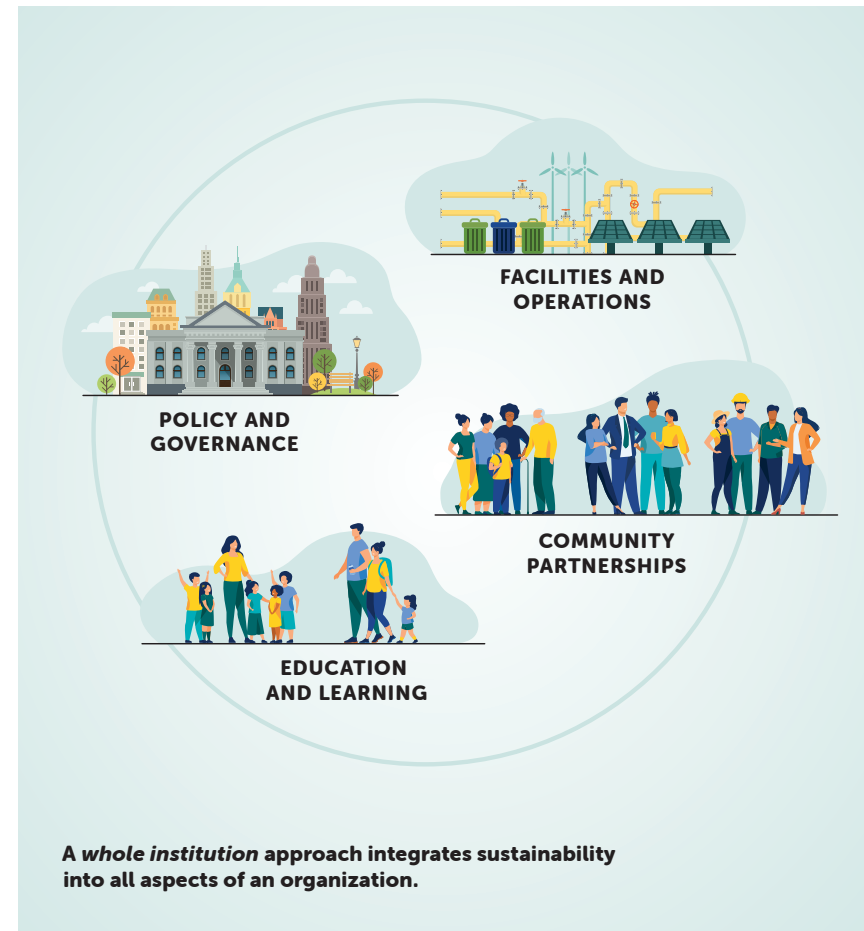 FACILITIES AND
OPERATIONS
POLICY AND
GOVERNANCE
COMMUNITY
PARTNERSHIPS
EDUCATION
AND LEARNING
A whole institution approach integrates sustainability
into all aspects of an organization.